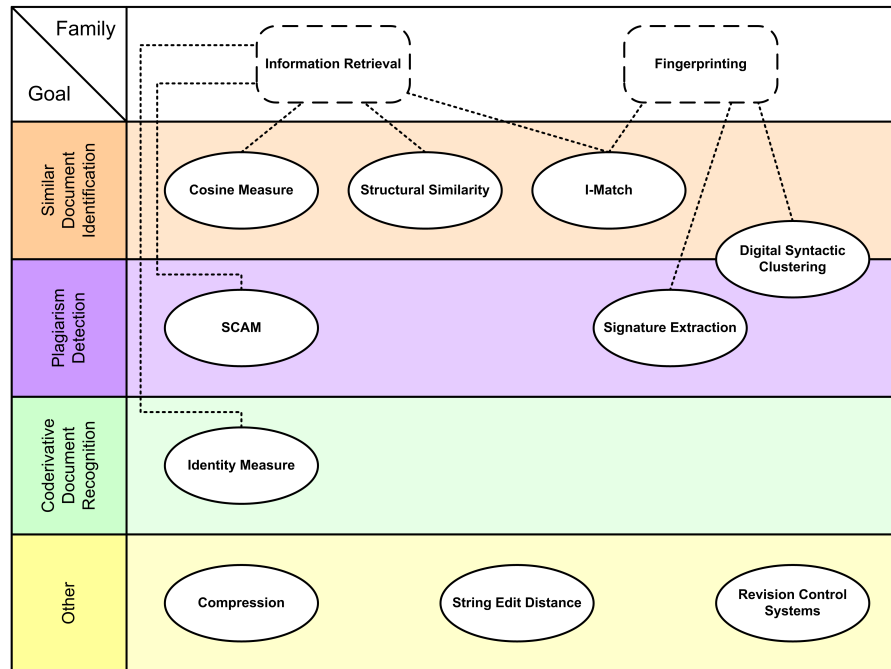 Family
Goal
Information Retrieval
Fingerprinting
Similar
Document
Identification
Cosine Measure
Structural Similarity
I-Match
Digital Syntactic
Clustering
Plagiarism
Detection
SCAM
Signature Extraction
Coderivative
Document
Recognition
Identity Measure
Other
Compression
String Edit Distance
Revision Control
Systems